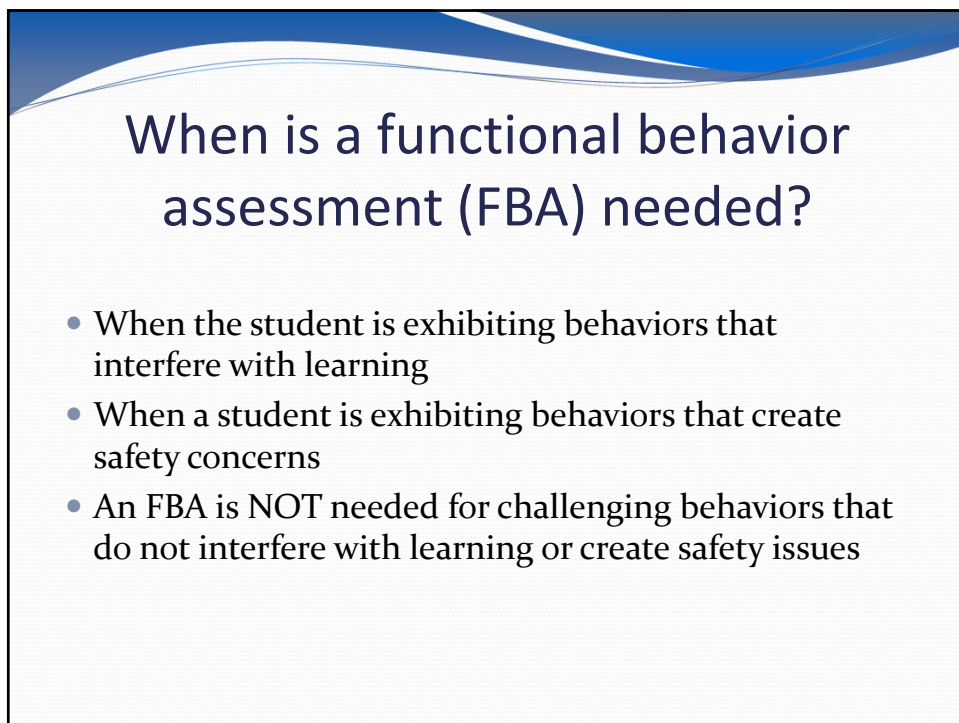 When is a functional behavior
assessment (FBA) needed?
• When the student is exhibiting behaviors that
interfere with learning
• When a student is exhibiting behaviors that create
safety concerns
• An FBA is NOT needed for challenging behaviors that
do not interfere with learning or create safety issues